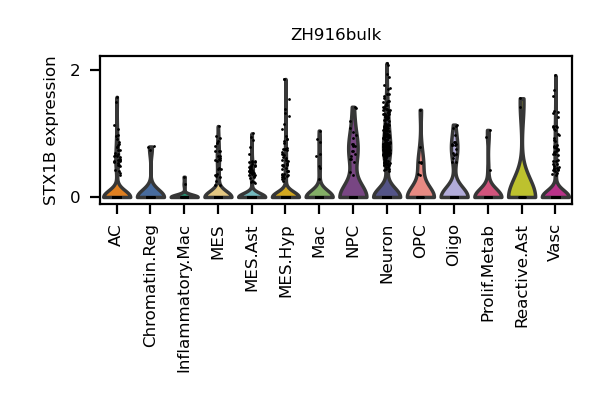 ZH916bulk
STX1B expression
2
0
AC
Chromatin.Reg
Inflammatory.Mac
MES
MES.Ast
MES.Hyp
Mac
NPC
Neuron
OPC
Oligo
Prolif.Metab
Reactive.Ast
Vasc